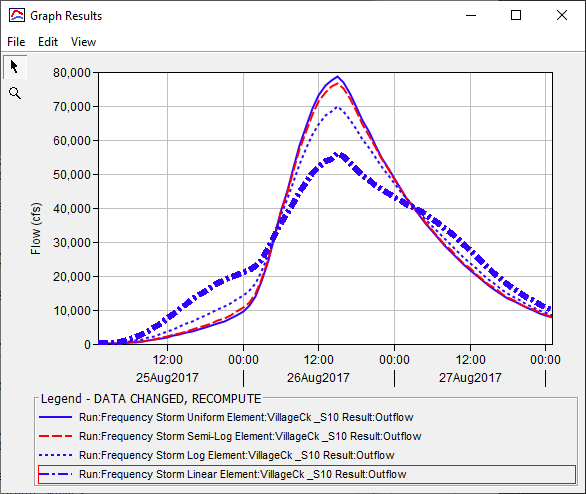 Graph Results
File Edit View
80,000
70,000
60,000
50,000
40,000
30,000
20,000
10,000
0
Flow (cfs)
12:00 00:00 12:00 00:00 12:00 00:00
25Aug2017 26Aug2017 27Aug2017
Legend - DATA CHANGED, RECOMPUTE
Run:Frequency Storm Uniform Element:VillageCk _S10 Result:Outflow
Run:Frequency Storm Semi-Log Element:VillageCk _S10 Result:Outflow
Run:Frequency Storm Log Element:VillageCk _S10 Result:Outflow
Run:Frequency Storm Linear Element:VillageCk _S10 Result:Outflow